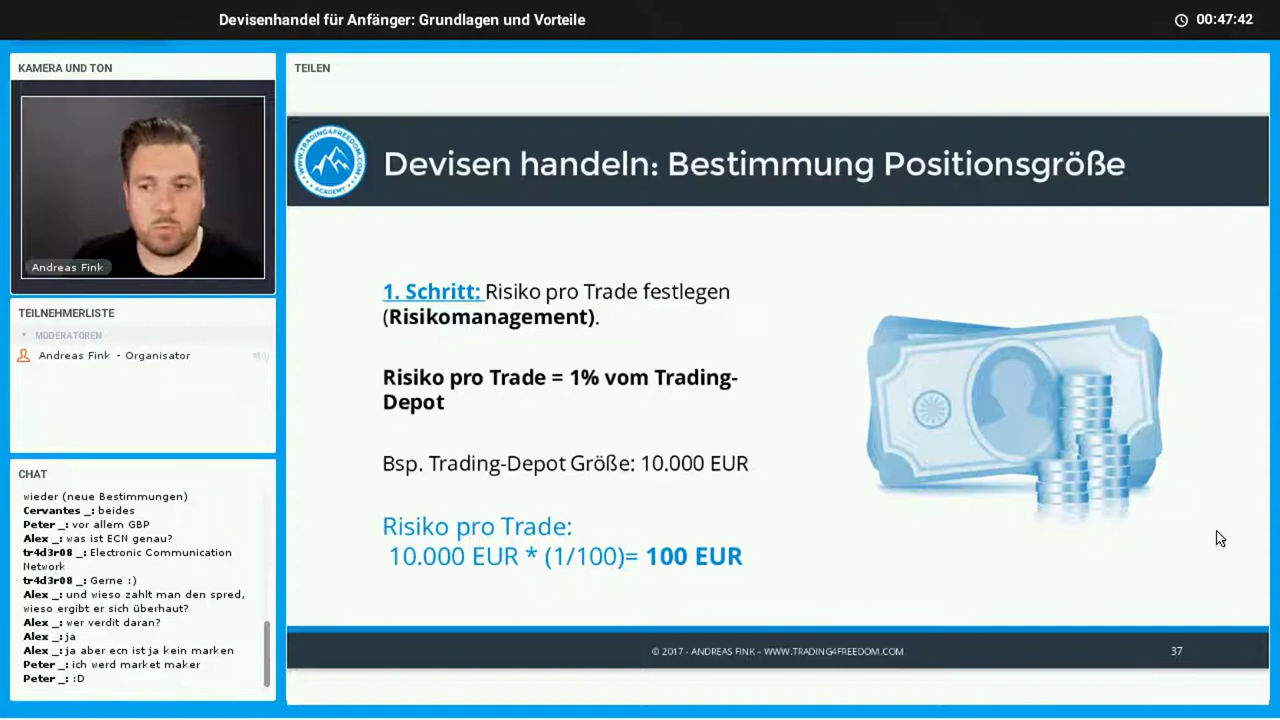 Devisenhandel für Anfänger: Grundlagen und Vorteile
00:47:42
KAMERA UND TON
Andreas Fink
TEILNEHMERLISTE
MODERATOREN
Andreas Fink - Organisator
CHAT
wieder (neue Bestimmungen)
Cervantes _: beides
Peter _: vor allem GBP
Alex _: was ist ECN genau?
tr4d3r08 _: Electronic Communication
Network
tr4d3r08 _: Gerne :)
Alex _: und wieso zahlt man den spred,
wieso ergibt er sich überhaut?
Alex _: wer verdit daran?
Alex _: ja
Alex _: ja aber ecn ist ja kein marken
Peter _: ich werd market maker
Peter _: :D
TEILEN
WWW.TRADING4FREEDOM.COM
ACADEMY
Devisen handeln: Bestimmung Positionsgröße
1. Schritt: Risiko pro Trade festlegen
(Risikomanagement).
Risiko pro Trade = 1% vom Trading-
Depot
Bsp. Trading-Depot Größe: 10.000 EUR
Risiko pro Trade:
10.000 EUR * (1/100)= 100 EUR
© 2017 - ANDREAS FINK – WWW.TRADING4FREEDOM.COM
37